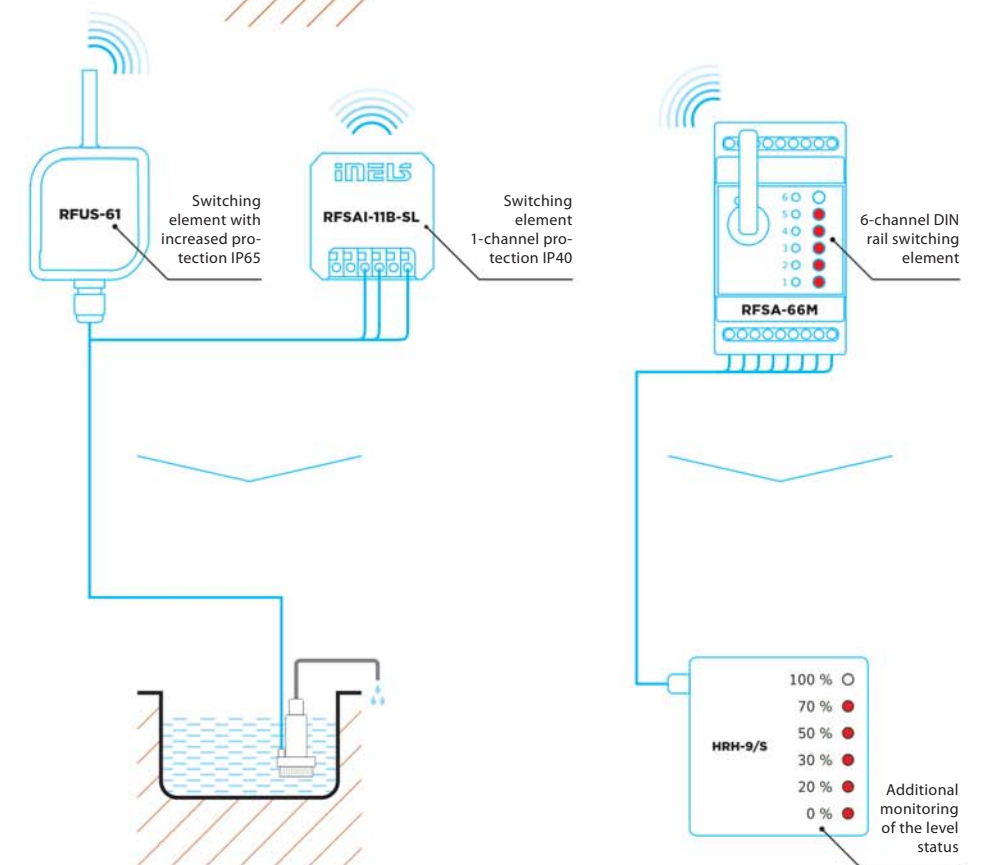 RFUS-61
Switching
element with
increased pro-
tection IP65
iNELS
RFSAI-11B-SL
Switching
element
1-channel pro-
tection IP40
6
5
4
3
2
1
RFSA-66M
6-channel DIN
rail switching
element
HRH-9/S
100 %
70 %
50 %
30 %
20 %
0 %
Additional
monitoring
of the level
status